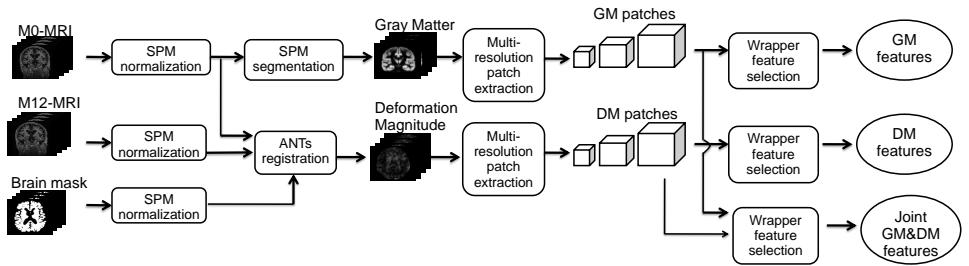 M0-MRI
SPM
normalization
SPM
segmentation
Gray Matter
Multi-
resolution
patch
extraction
GM patches
Wrapper
feature
selection
GM
features
M12-MRI
SPM
normalization
ANTs
registration
Deformation
Magnitude
Multi-
resolution
patch
extraction
DM patches
Wrapper
feature
selection
DM
features
Brain mask
SPM
normalization
Wrapper
feature
selection
Joint
GM&DM
features